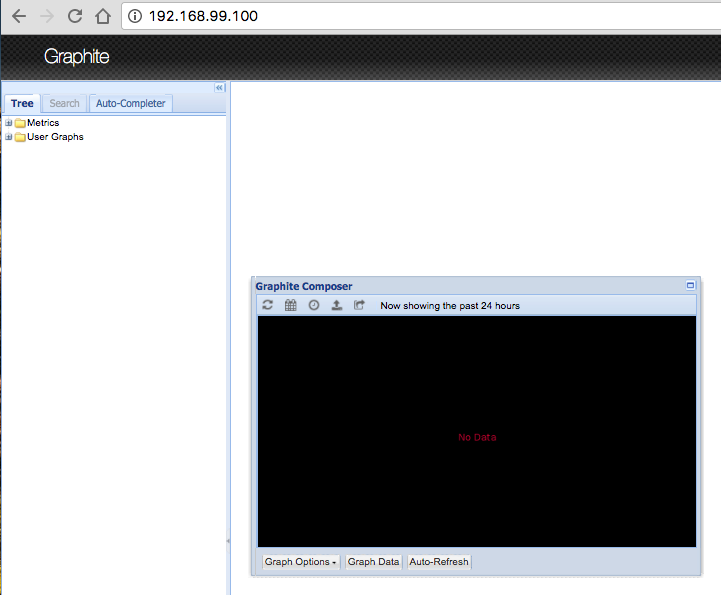 192.168.99.100
Graphite
Tree Search Auto-Completer
Metrics
User Graphs
Graphite Composer
Now showing the past 24 hours
No Data
Graph Options Graph Data Auto-Refresh